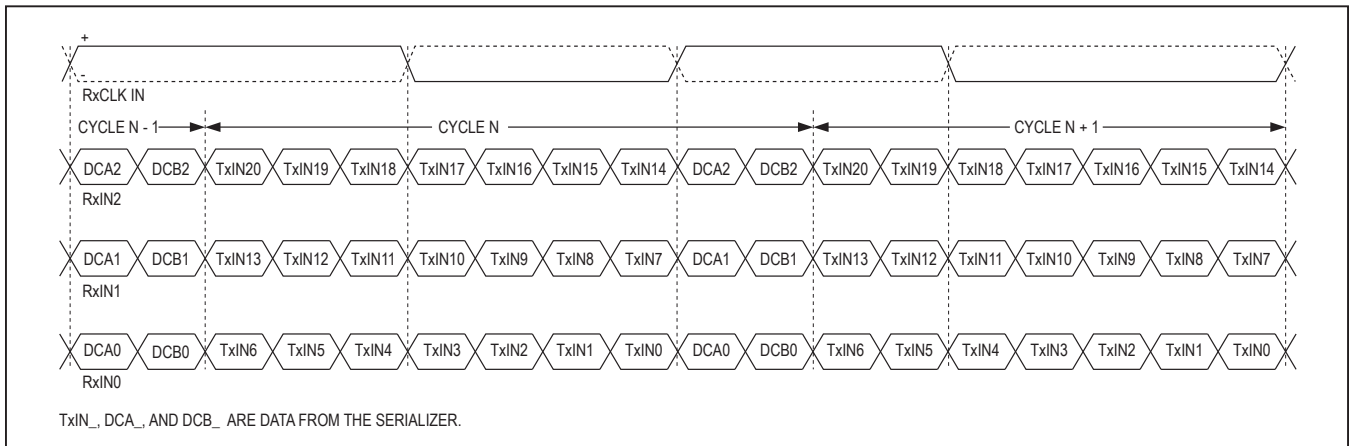 +
-
RxCLK IN
CYCLE N - 1 CYCLE N CYCLE N + 1
DCA2 DCB2 TxIN20 TxIN19 TxIN18 TxIN17 TxIN16 TxIN15 TxIN14 DCA2 DCB2 TxIN20 TxIN19 TxIN18 TxIN17 TxIN16 TxIN15 TxIN14
RxIN2
DCA1 DCB1 TxIN13 TxIN12 TxIN11 TxIN10 TxIN9 TxIN8 TxIN7 DCA1 DCB1 TxIN13 TxIN12 TxIN11 TxIN10 TxIN9 TxIN8 TxIN7
RxIN1
DCA0 DCB0 TxIN6 TxIN5 TxIN4 TxIN3 TxIN2 TxIN1 TxIN0 DCA0 DCB0 TxIN6 TxIN5 TxIN4 TxIN3 TxIN2 TxIN1 TxIN0
RxIN0
TxIN_, DCA_, AND DCB_ ARE DATA FROM THE SERIALIZER.